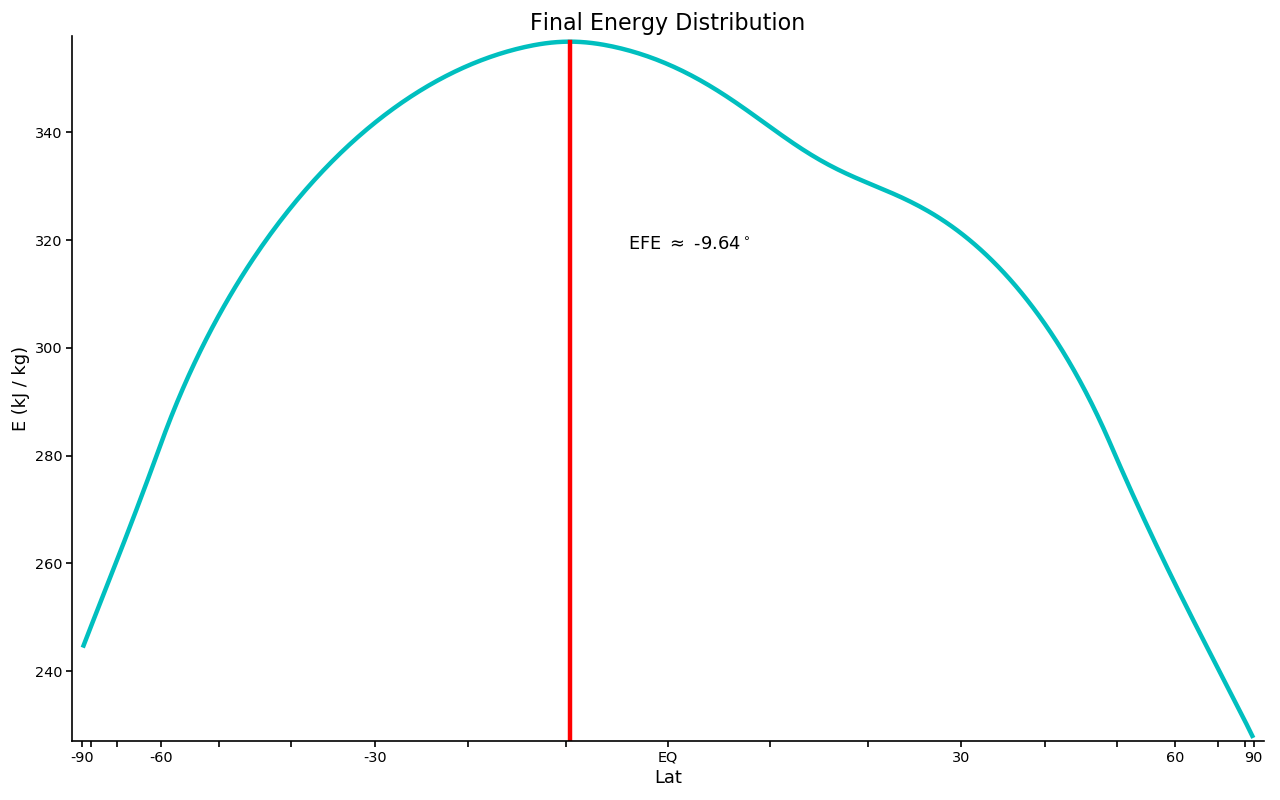 Final Energy Distribution
E (kJ / kg)
340
320
300
280
260
240
EFE ≈ -9.64°
-90 -60 -30 EQ 30 60 90
Lat